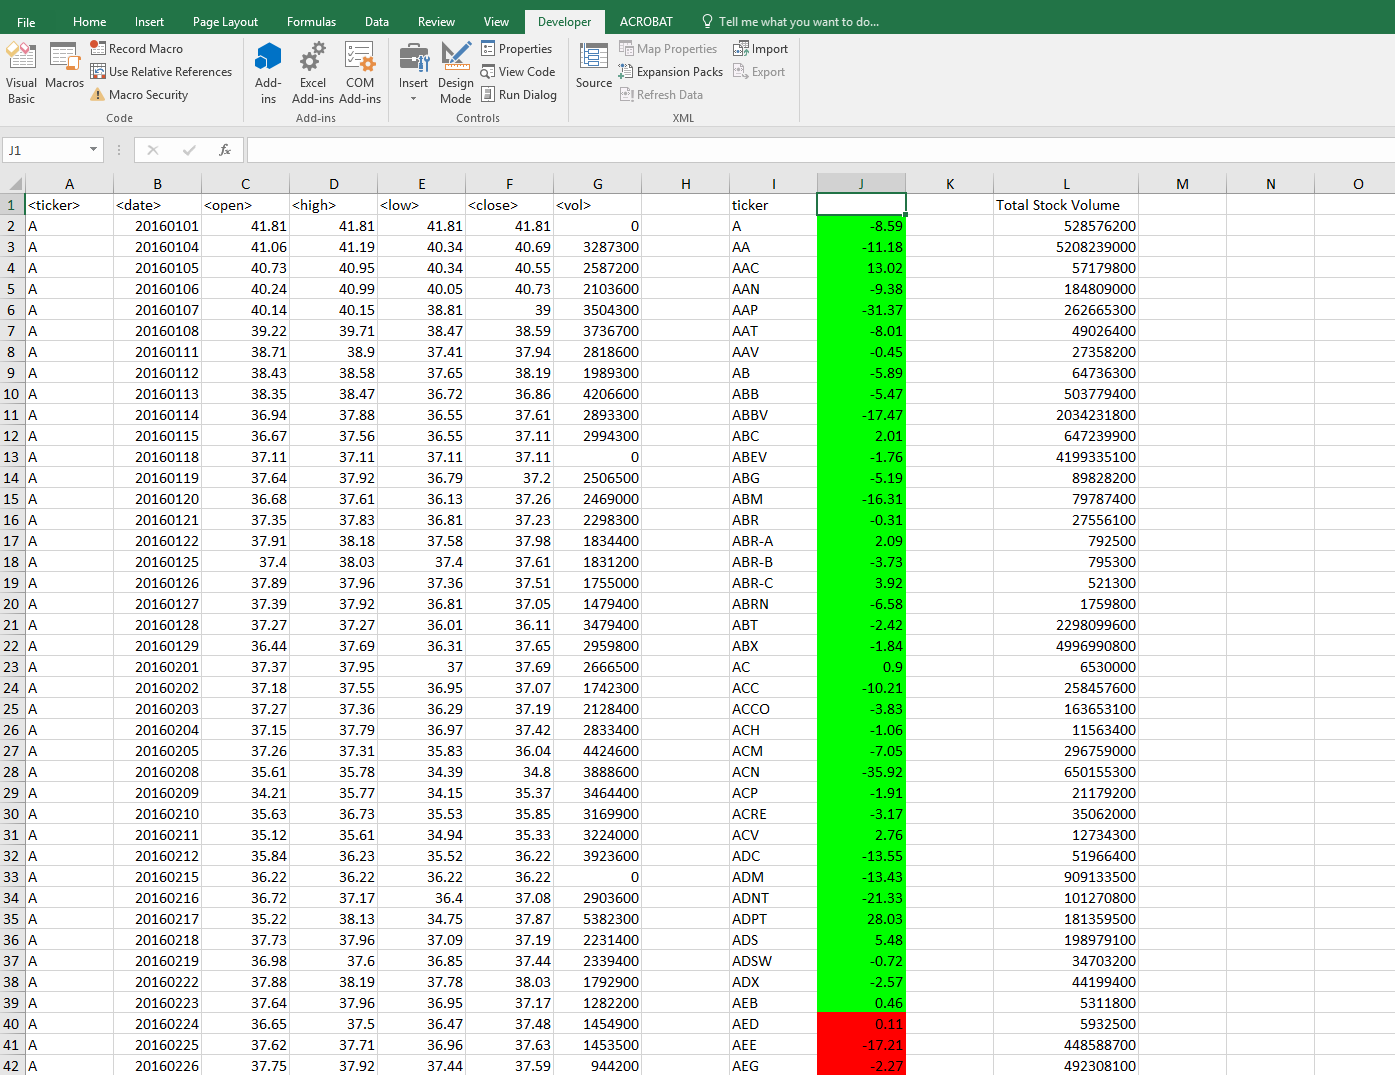 File Home Insert Page Layout Formulas Data Review View Developer ACROBAT Tell me what you want to do...
Visual Basic
Macros
Record Macro
Use Relative References
Macro Security
Code
Add-ins
Excel Add-ins
COM Add-ins
Add-ins
Insert
Design Mode
Properties
View Code
Run Dialog
Controls
Source
Map Properties
Expansion Packs
Refresh Data
Import
Export
XML
J1 fx
A B C D E F G H I J K L M N O
1 <ticker> <date> <open> <high> <low> <close> <vol> ticker Total Stock Volume
2 A 20160101 41.81 41.81 41.81 41.81 0 A -8.59 528576200
3 A 20160104 41.06 41.19 40.34 40.69 3287300 AA -11.18 5208239000
4 A 20160105 40.73 40.95 40.34 40.55 2587200 AAC 13.02 57179800
5 A 20160106 40.24 40.99 40.05 40.73 2103600 AAN -9.38 184809000
6 A 20160107 40.14 40.15 38.81 39 3504300 AAP -31.37 262665300
7 A 20160108 39.22 39.71 38.47 38.59 3736700 AAT -8.01 49026400
8 A 20160111 38.71 38.9 37.41 37.94 2818600 AAV -0.45 27358200
9 A 20160112 38.43 38.58 37.65 38.19 1989300 AB -5.89 64736300
10 A 20160113 38.35 38.47 36.72 36.86 4206600 ABB -5.47 503779400
11 A 20160114 36.94 37.88 36.55 37.61 2893300 ABBV -17.47 2034231800
12 A 20160115 36.67 37.56 36.55 37.11 2994300 ABC 2.01 647239900
13 A 20160118 37.11 37.11 37.11 37.11 0 ABEV -1.76 4199335100
14 A 20160119 37.64 37.92 36.79 37.2 2506500 ABG -5.19 89828200
15 A 20160120 36.68 37.61 36.13 37.26 2469000 ABM -16.31 79787400
16 A 20160121 37.35 37.83 36.81 37.23 2298300 ABR -0.31 27556100
17 A 20160122 37.91 38.18 37.58 37.98 1834400 ABR-A 2.09 792500
18 A 20160125 37.4 38.03 37.4 37.61 1831200 ABR-B -3.73 795300
19 A 20160126 37.89 37.96 37.36 37.51 1755000 ABR-C 3.92 521300
20 A 20160127 37.39 37.92 36.81 37.05 1479400 ABRN -6.58 1759800
21 A 20160128 37.27 37.27 36.01 36.11 3479400 ABT -2.42 2298099600
22 A 20160129 36.44 37.69 36.31 37.65 2959800 ABX -1.84 4996990800
23 A 20160201 37.37 37.95 37 37.69 2666500 AC 0.9 6530000
24 A 20160202 37.18 37.55 36.95 37.07 1742300 ACC -10.21 258457600
25 A 20160203 37.27 37.36 36.29 37.19 2128400 ACCO -3.83 163653100
26 A 20160204 37.15 37.79 36.97 37.42 2833400 ACH -1.06 11563400
27 A 20160205 37.26 37.31 35.83 36.04 4424600 ACM -7.05 296759000
28 A 20160208 35.61 35.78 34.39 34.8 3888600 ACN -35.92 650155300
29 A 20160209 34.21 35.77 34.15 35.37 3464400 ACP -1.91 21179200
30 A 20160210 35.63 36.73 35.53 35.85 3169900 ACRE -3.17 35062000
31 A 20160211 35.12 35.61 34.94 35.33 3224000 ACV 2.76 12734300
32 A 20160212 35.84 36.23 35.52 36.22 3923600 ADC -13.55 51966400
33 A 20160215 36.22 36.22 36.22 36.22 0 ADM -13.43 909133500
34 A 20160216 36.72 37.17 36.4 37.08 2903600 ADNT -21.33 101270800
35 A 20160217 35.22 38.13 34.75 37.87 5382300 ADPT 28.03 181359500
36 A 20160218 37.73 37.96 37.09 37.19 2231400 ADS 5.48 198979100
37 A 20160219 36.98 37.6 36.85 37.44 2339400 ADSW -0.72 34703200
38 A 20160222 37.88 38.19 37.78 38.03 1792900 ADX -2.57 44199400
39 A 20160223 37.64 37.96 36.95 37.17 1282200 AEB 0.46 5311800
40 A 20160224 36.65 37.5 36.47 37.48 1454900 AED 0.11 5932500
41 A 20160225 37.62 37.71 36.96 37.63 1453500 AEE -17.21 448588700
42 A 20160226 37.75 37.92 37.44 37.59 944200 AEG -2.27 492308100